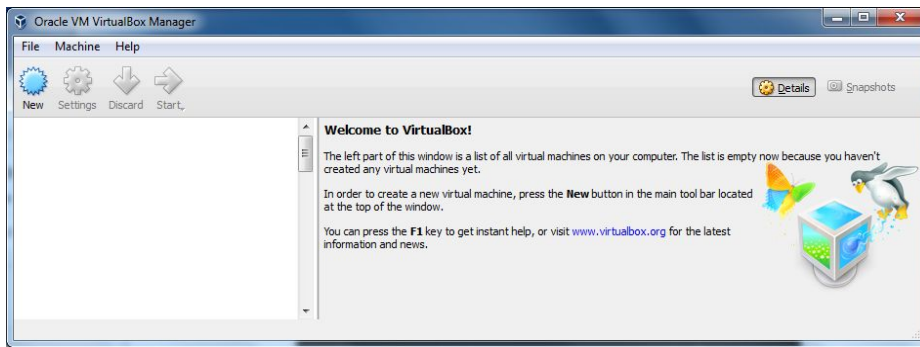 Oracle VM VirtualBox Manager
File Machine Help
New Settings Discard Start
Details Snapshots
Welcome to VirtualBox!
The left part of this window is a list of all virtual machines on your computer. The list is empty now because you haven't
created any virtual machines yet.
In order to create a new virtual machine, press the New button in the main tool bar located
at the top of the window.
You can press the F1 key to get instant help, or visit www.virtualbox.org for the latest
information and news.